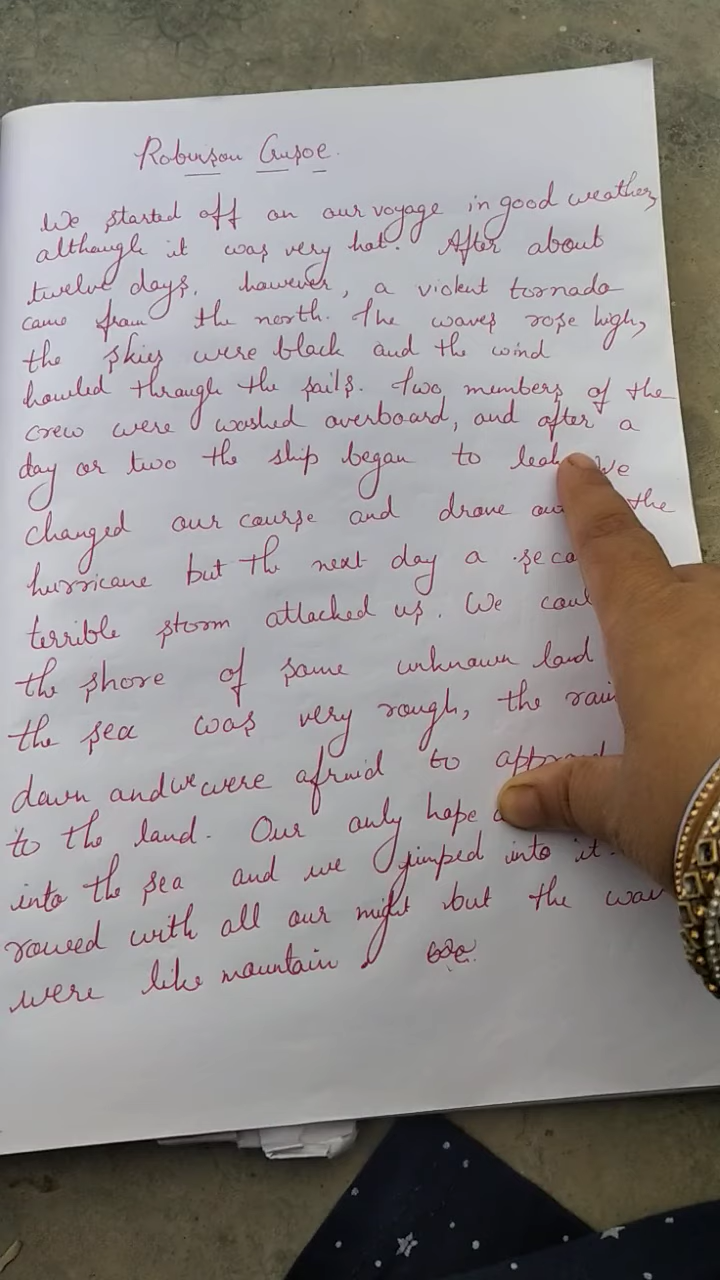 Robinson Cusoe.
We started off on our voyage in good weather,
although it was very hot. After about
twelve days, however, a violent tornado
came from the north. The waves rose high,
the skies were black and the wind
howled through the sails. Two members of the
crew were washed overboard, and after a
day or two the ship began to leak We
changed our course and drove the
hurricane but the next day a
terrible storm attacked us. We
the shore of some unknown land
the sea was very rough, the
down and we were afraid to
to the land. Our only hope
into the sea and we jimped into it.
rowed with all our might but the
were like mountain